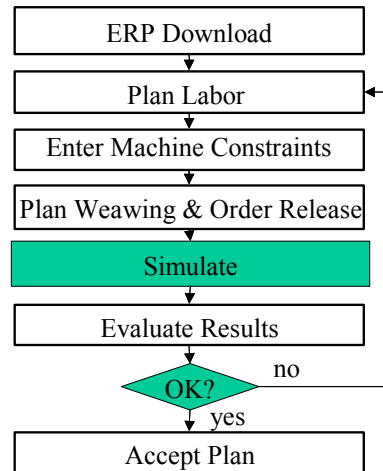 ERP Download
Plan Labor
Enter Machine Constraints
Plan Weawing & Order Release
Simulate
Evaluate Results
OK?
no
yes
Accept Plan